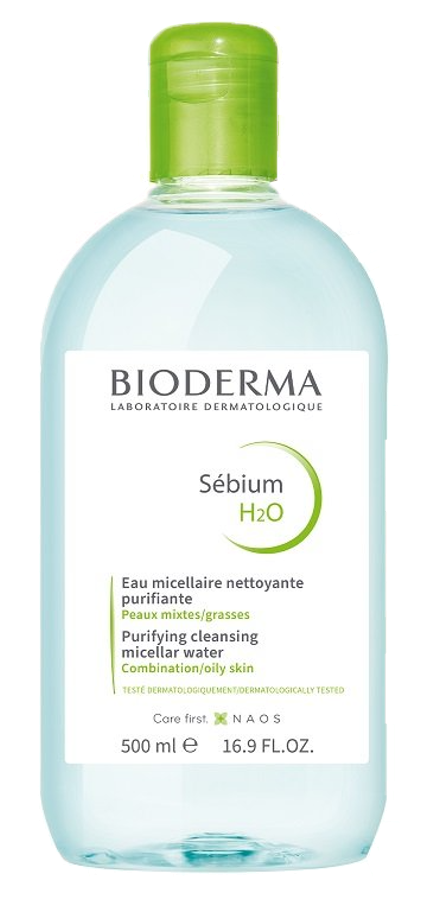 BIODERMA
LABORATOIRE DERMATOLOGIQUE
Sébium
H2O
Eau micellaire nettoyante
purifiante
Peaux mixtes/grasses
Purifying cleansing
micellar water
Combination/oily skin
TESTÉ DERMATOLOGIQUEMENT/DERMATOLOGICALLY TESTED
Care first. NAOS
500 ml ℮ 16.9 FL.OZ.